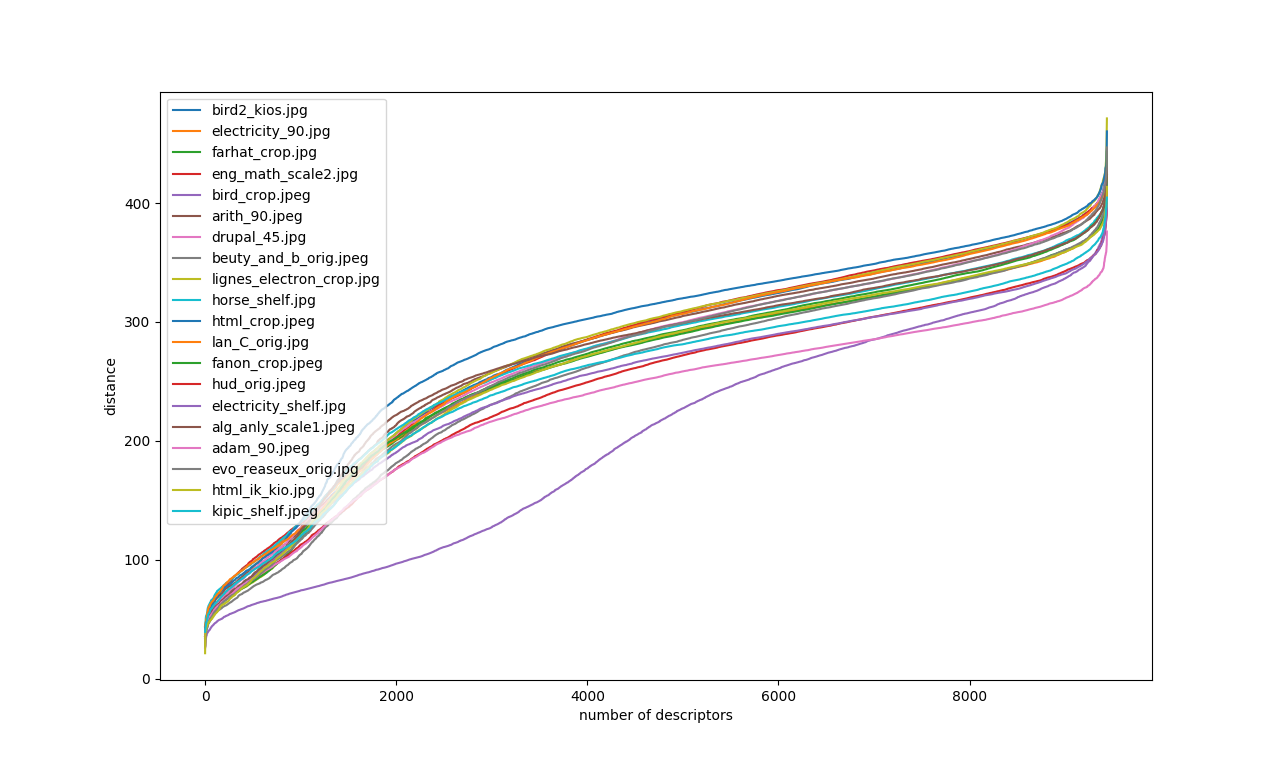 bird2_kios.jpg
electricity_90.jpg
farhat_crop.jpg
eng_math_scale2.jpg
bird_crop.jpeg
arith_90.jpeg
drupal_45.jpg
beuty_and_b_orig.jpeg
lignes_electron_crop.jpg
horse_shelf.jpg
html_crop.jpeg
lan_C_orig.jpg
fanon_crop.jpeg
hud_orig.jpeg
electricity_shelf.jpg
alg_anly_scale1.jpeg
adam_90.jpeg
evo_reaseux_orig.jpg
html_ik_kio.jpg
kipic_shelf.jpeg
400
300
200
100
0
distance
0 2000 4000 6000 8000
number of descriptors